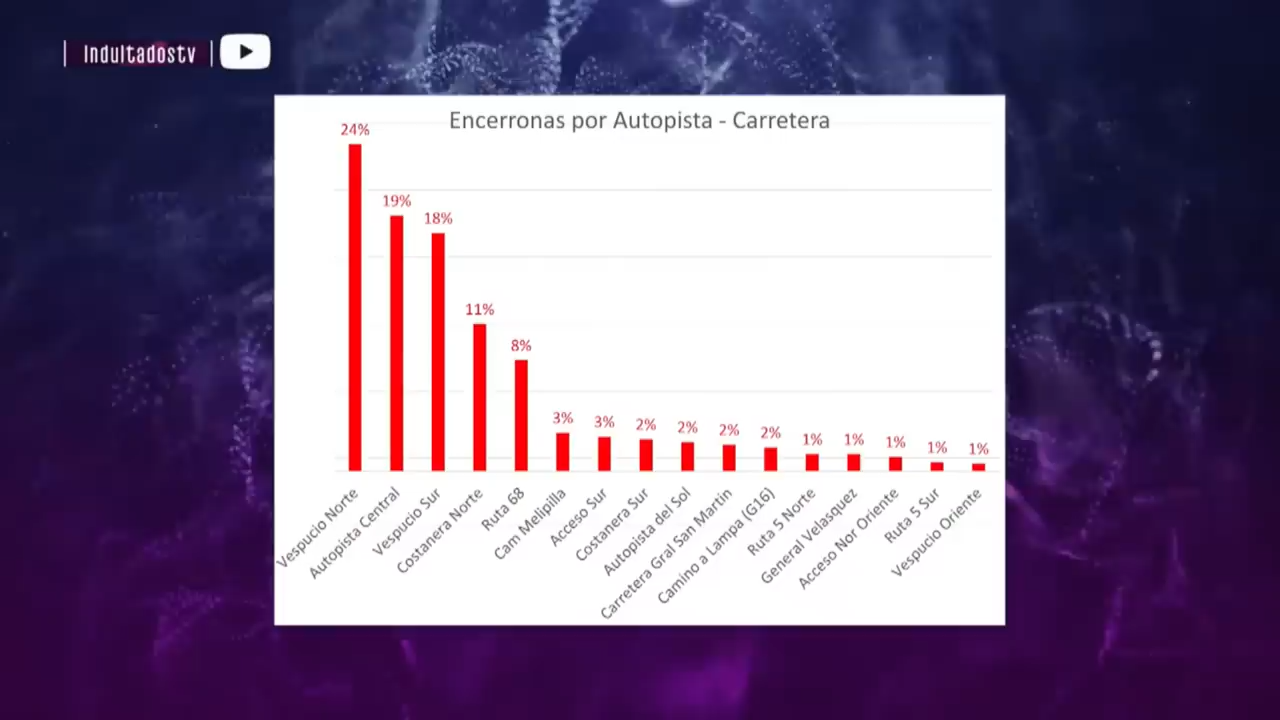 | Indultadostv |
Encerronas por Autopista - Carretera
24%
19%
18%
11%
8%
3%
3%
2%
2%
2%
2%
1%
1%
1%
1%
1%
Vespucio Norte
Autopista Central
Vespucio Sur
Costanera Norte
Ruta 68
Cam Melipilla
Acceso Sur
Costanera Sur
Autopista del Sol
Carretera Gral San Martin
Camino a Lampa (G16)
Ruta 5 Norte
General Velasquez
Acceso Nor Oriente
Ruta 5 Sur
Vespucio Oriente